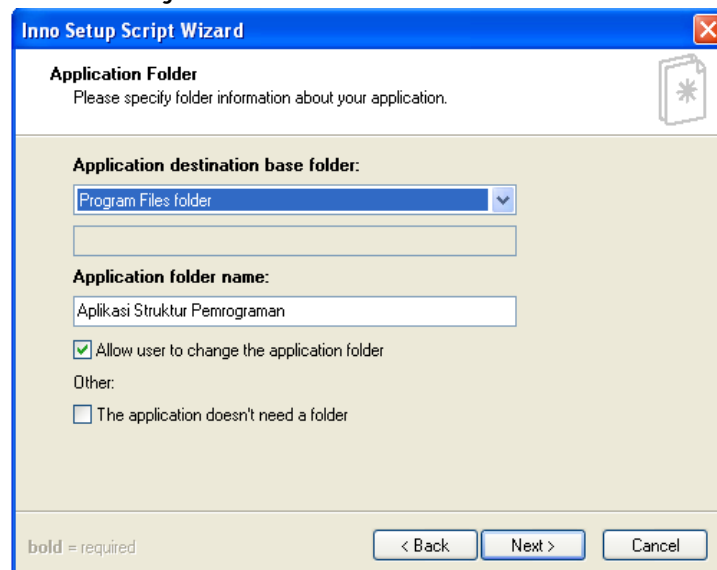 Inno Setup Script Wizard
Application Folder
Please specify folder information about your application.
Application destination base folder:
Program Files folder
Application folder name:
Aplikasi Struktur Pemrograman
Allow user to change the application folder
Other:
The application doesn't need a folder
bold = required
< Back
Next >
Cancel